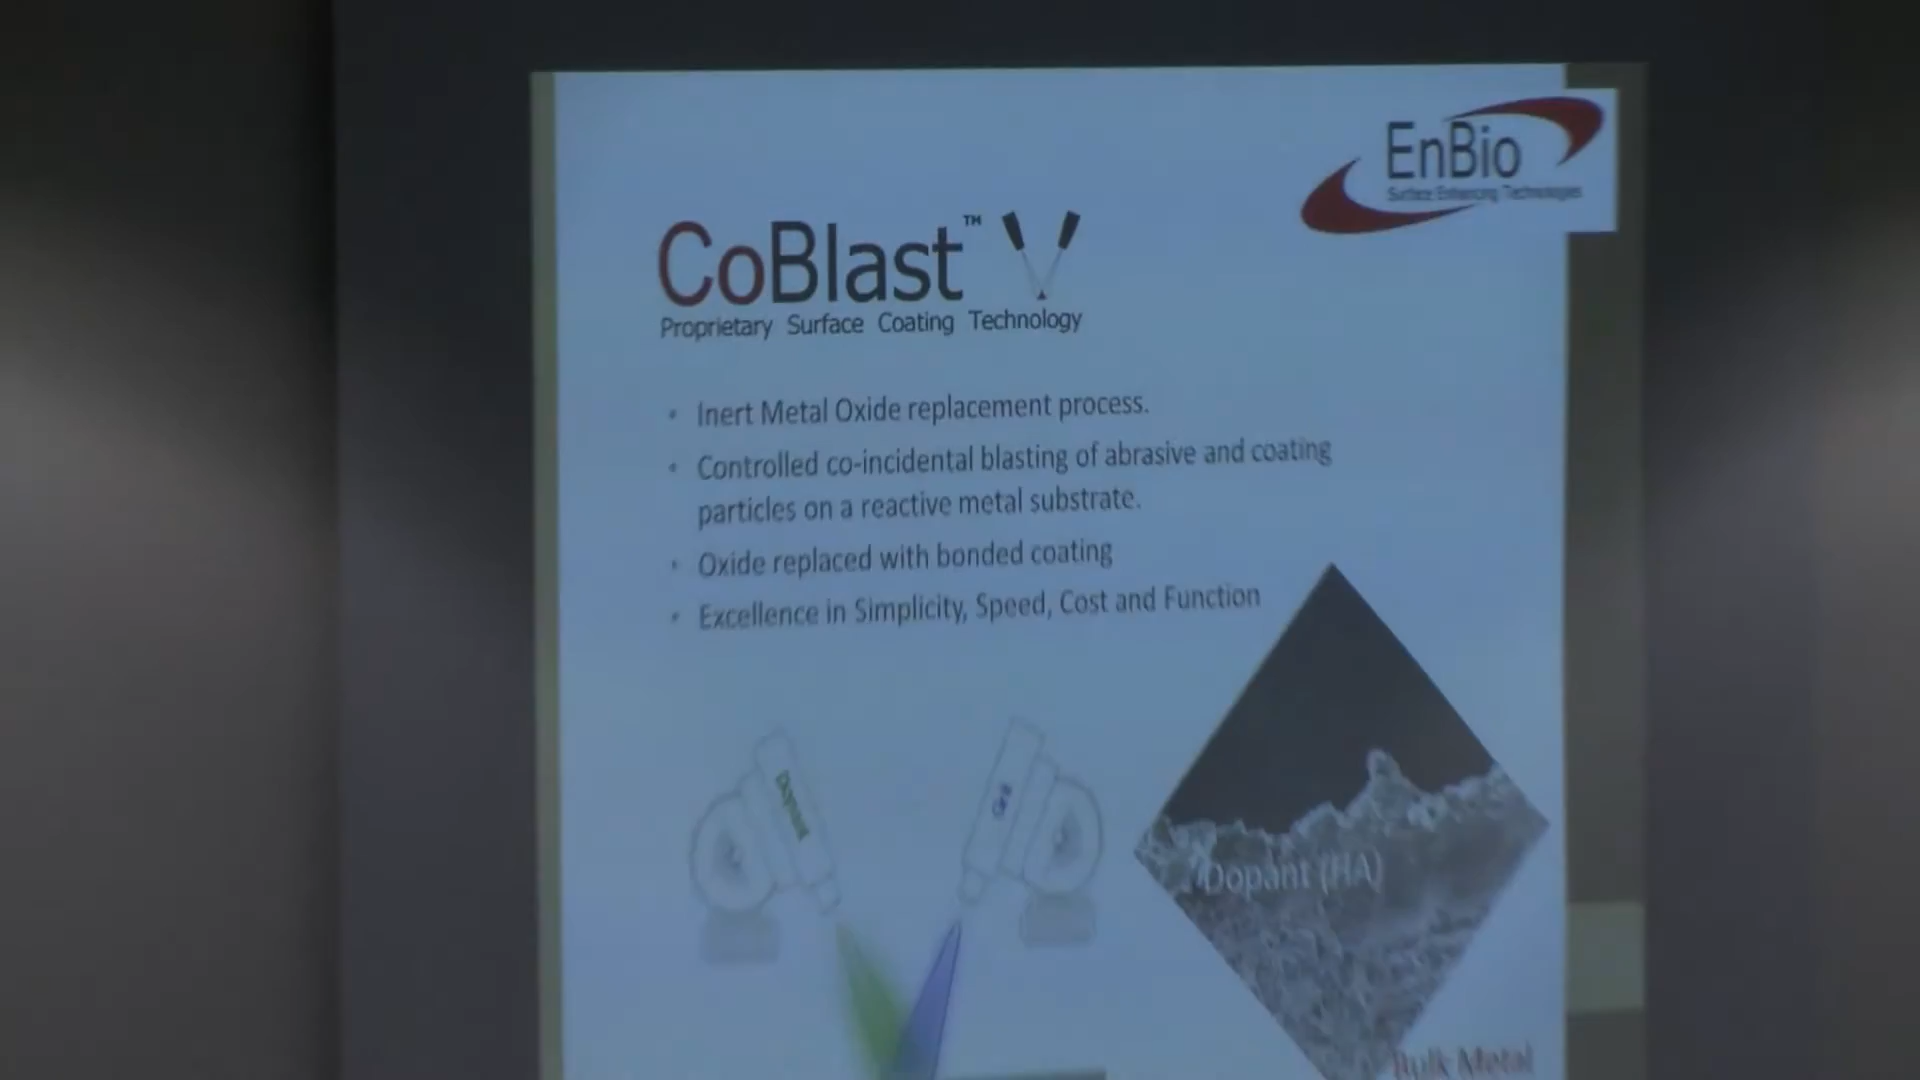 EnBio
Surface Enhancing Technologies
CoBlast™
Proprietary Surface Coating Technology
• Inert Metal Oxide replacement process.
• Controlled co-incidental blasting of abrasive and coating
particles on a reactive metal substrate.
• Oxide replaced with bonded coating
• Excellence in Simplicity, Speed, Cost and Function
Dopant
Grit
Dopant (HA)
Bulk Metal